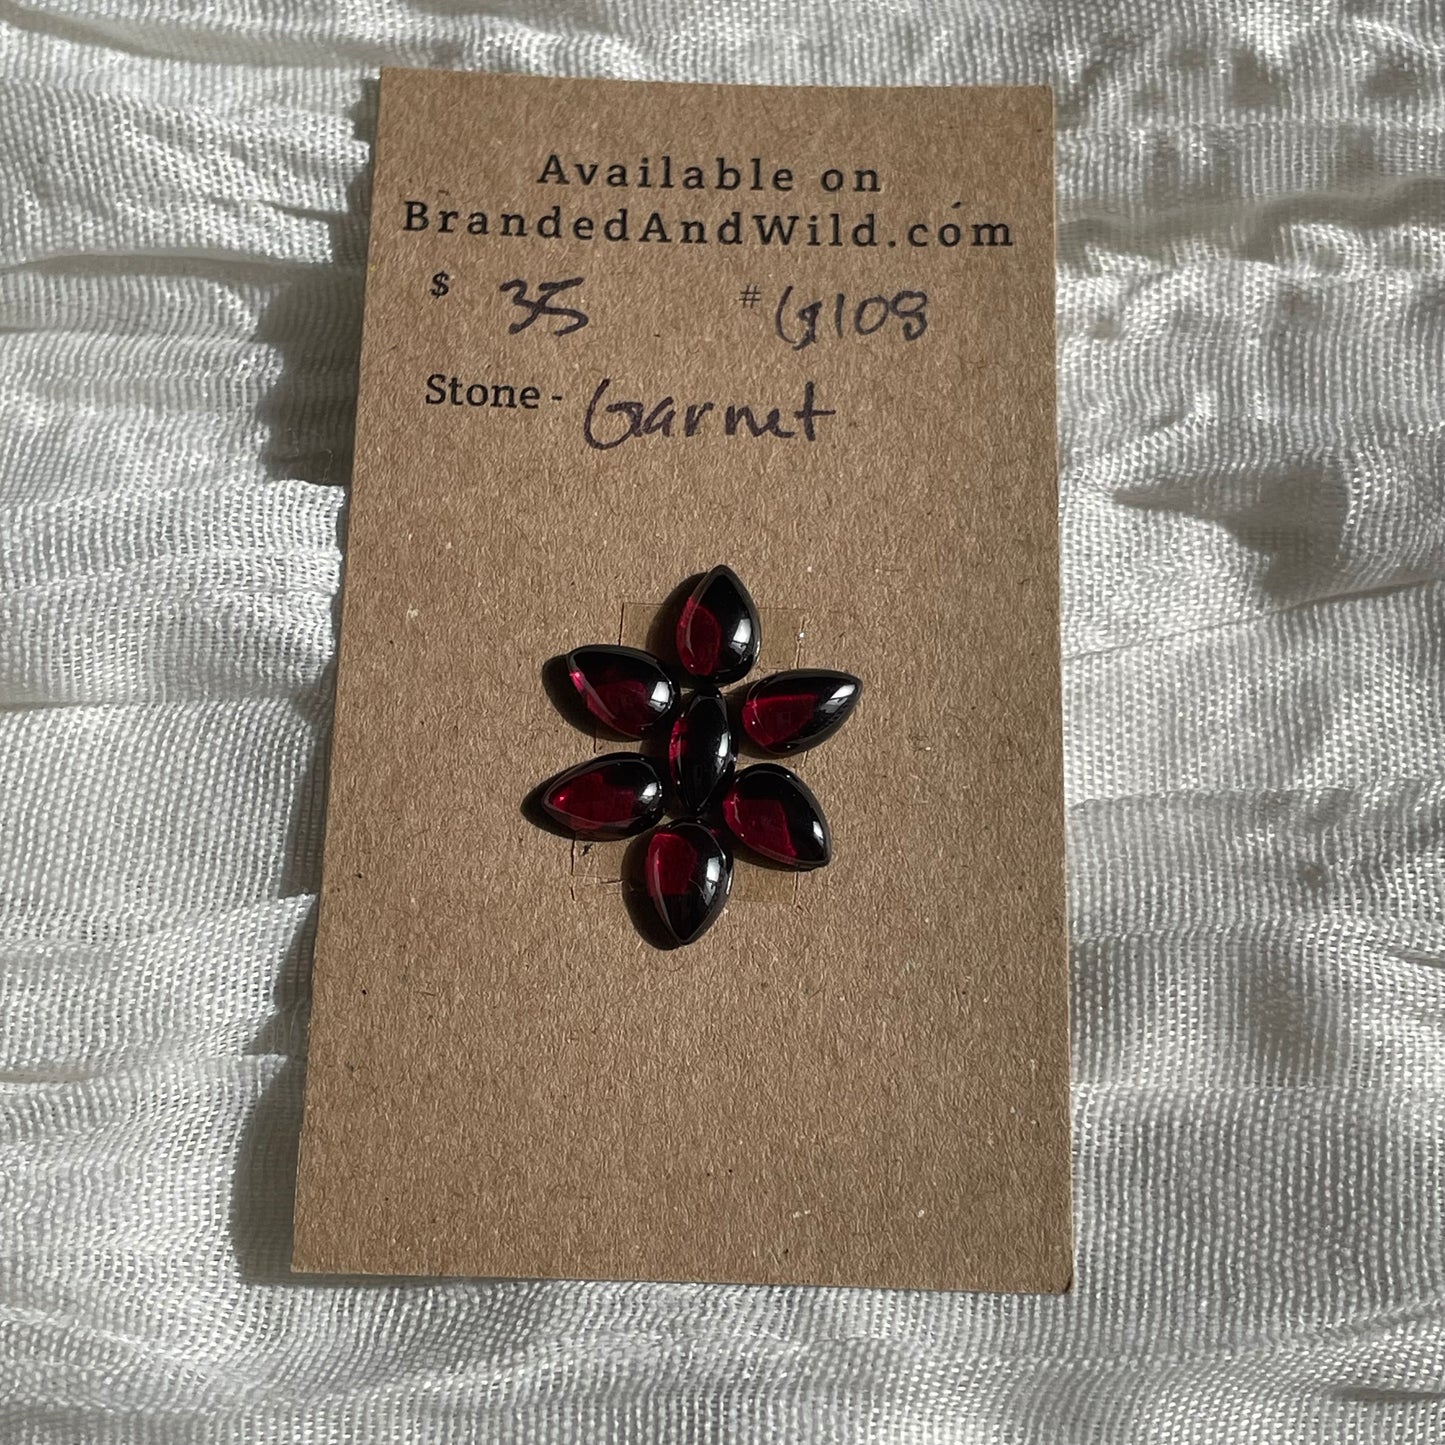 Available on
BrandedAndWild.com
$ 35 # G108
Stone - Garnet